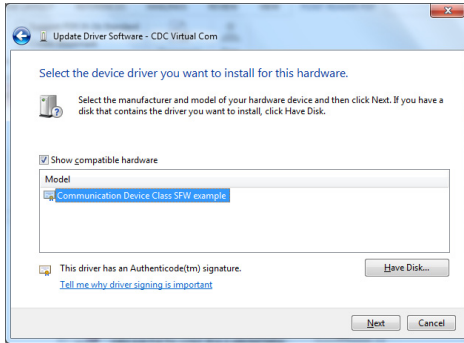 Update Driver Software - CDC Virtual Com
Select the device driver you want to install for this hardware.
Select the manufacturer and model of your hardware device and then click Next. If you have a
disk that contains the driver you want to install, click Have Disk.
Show compatible hardware
Model
Communication Device Class SFW example
This driver has an Authenticode(tm) signature.
Have Disk...
Tell me why driver signing is important
Next Cancel